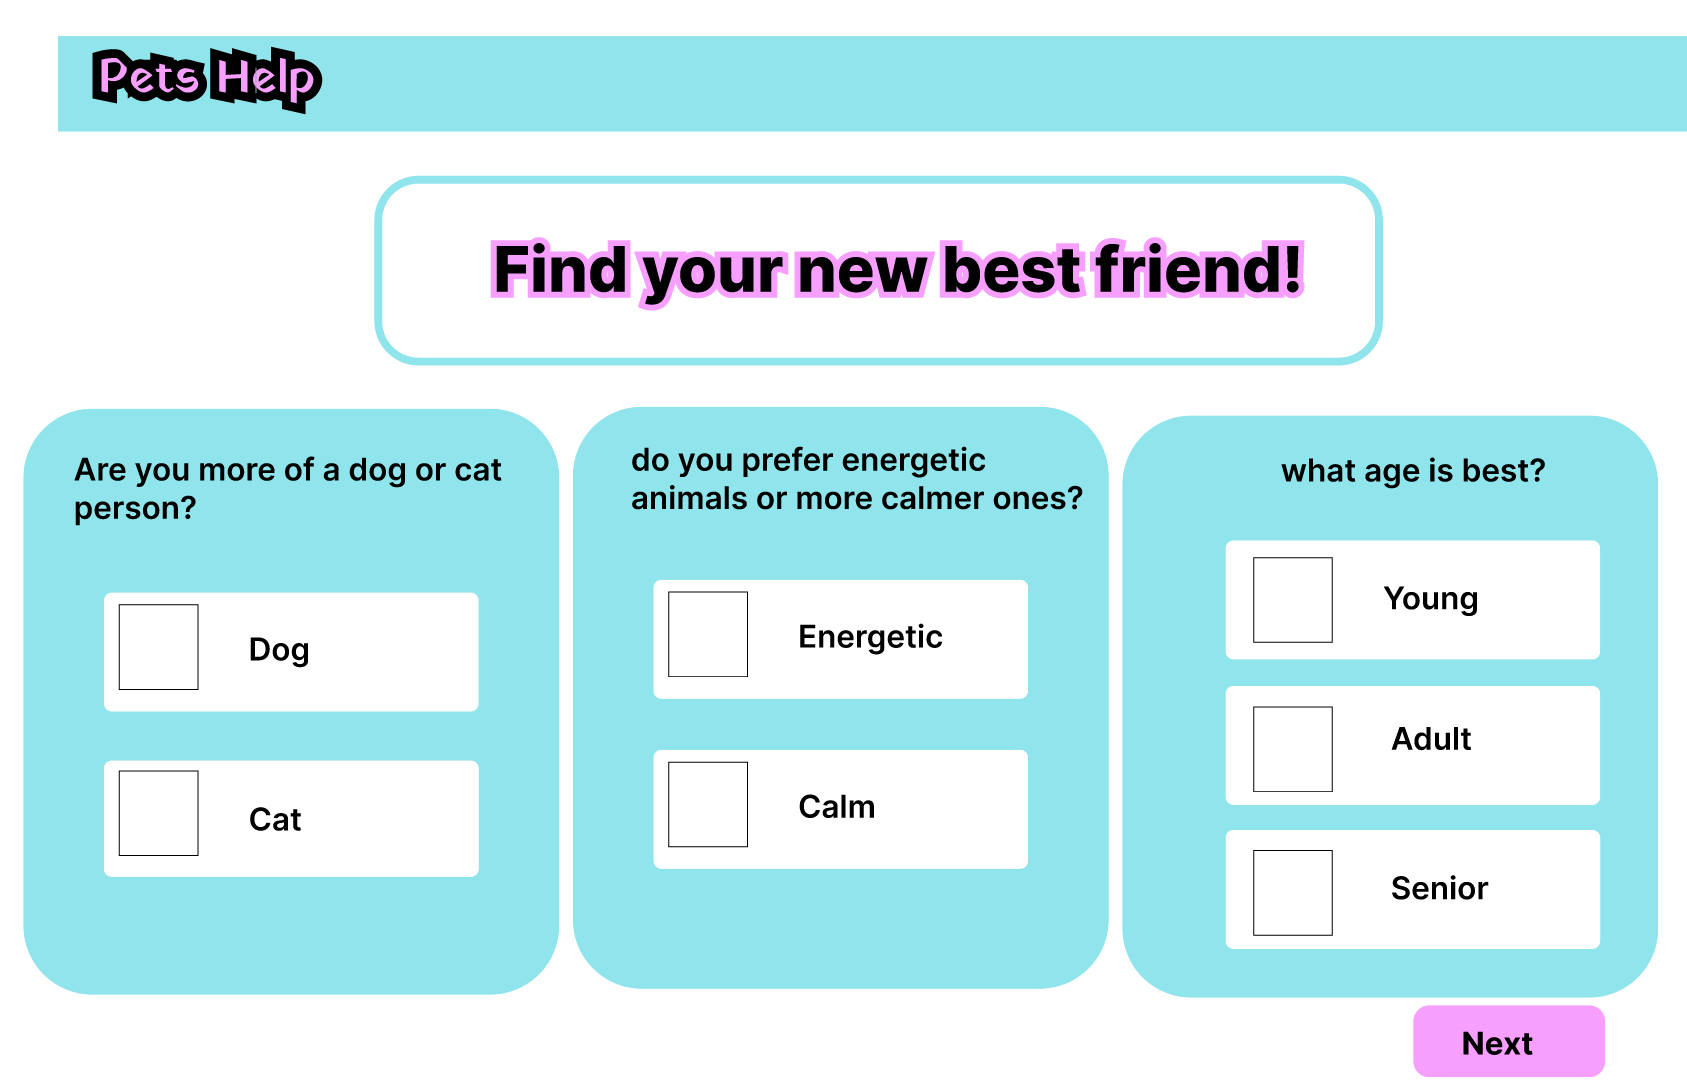 Pets Help
Find your new best friend!
Are you more of a dog or cat
person?
Dog
Cat
do you prefer energetic
animals or more calmer ones?
Energetic
Calm
what age is best?
Young
Adult
Senior
Next